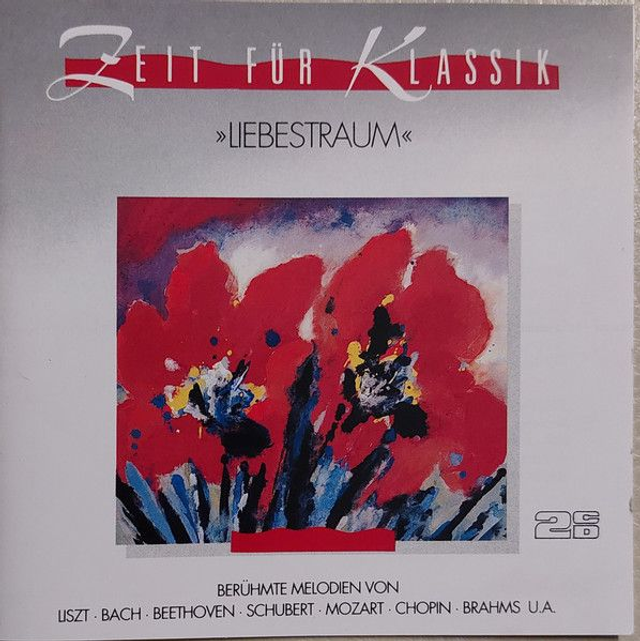 ZEIT FÜR KLASSIK
»LIEBESTRAUM«
2CD
BERÜHMTE MELODIEN VON
LISZT · BACH · BEETHOVEN · SCHUBERT · MOZART · CHOPIN · BRAHMS U.A.